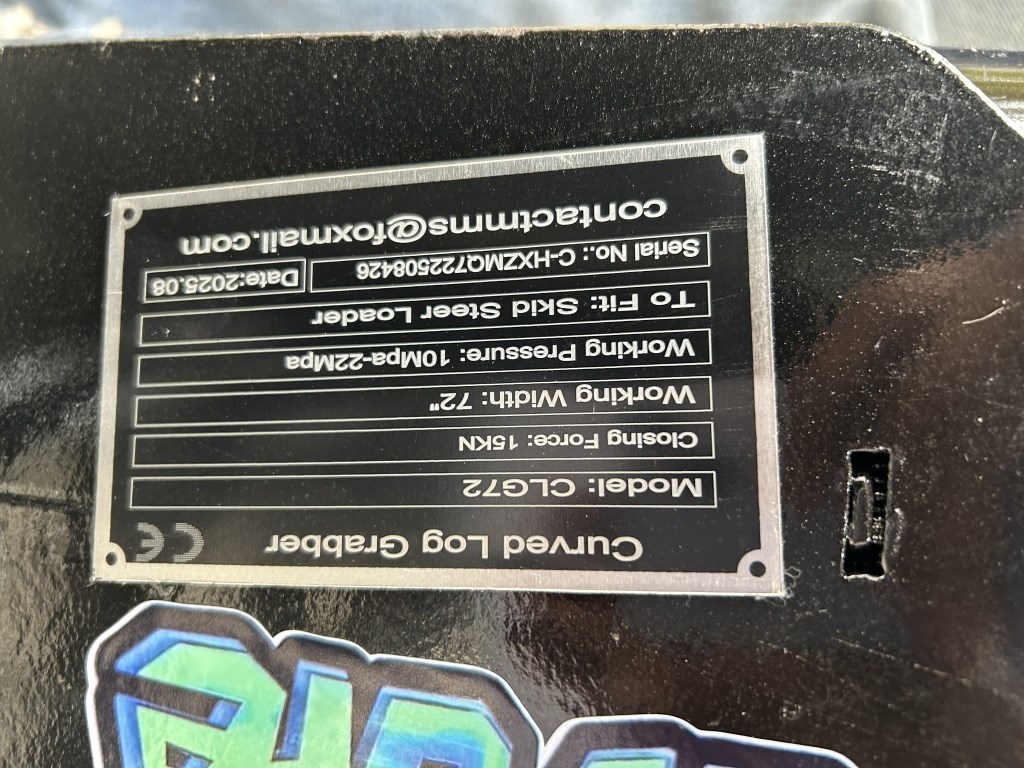 Curved Log Grabber CE
Model: CLG72
Closing Force: 15KN
Working Width: 72"
Working Pressure: 10Mpa-22Mpa
To Fit: Skid Steer Loader
Serial No.: C-HXZMQ722508426 Date:2025.08
contactmms@foxmail.com